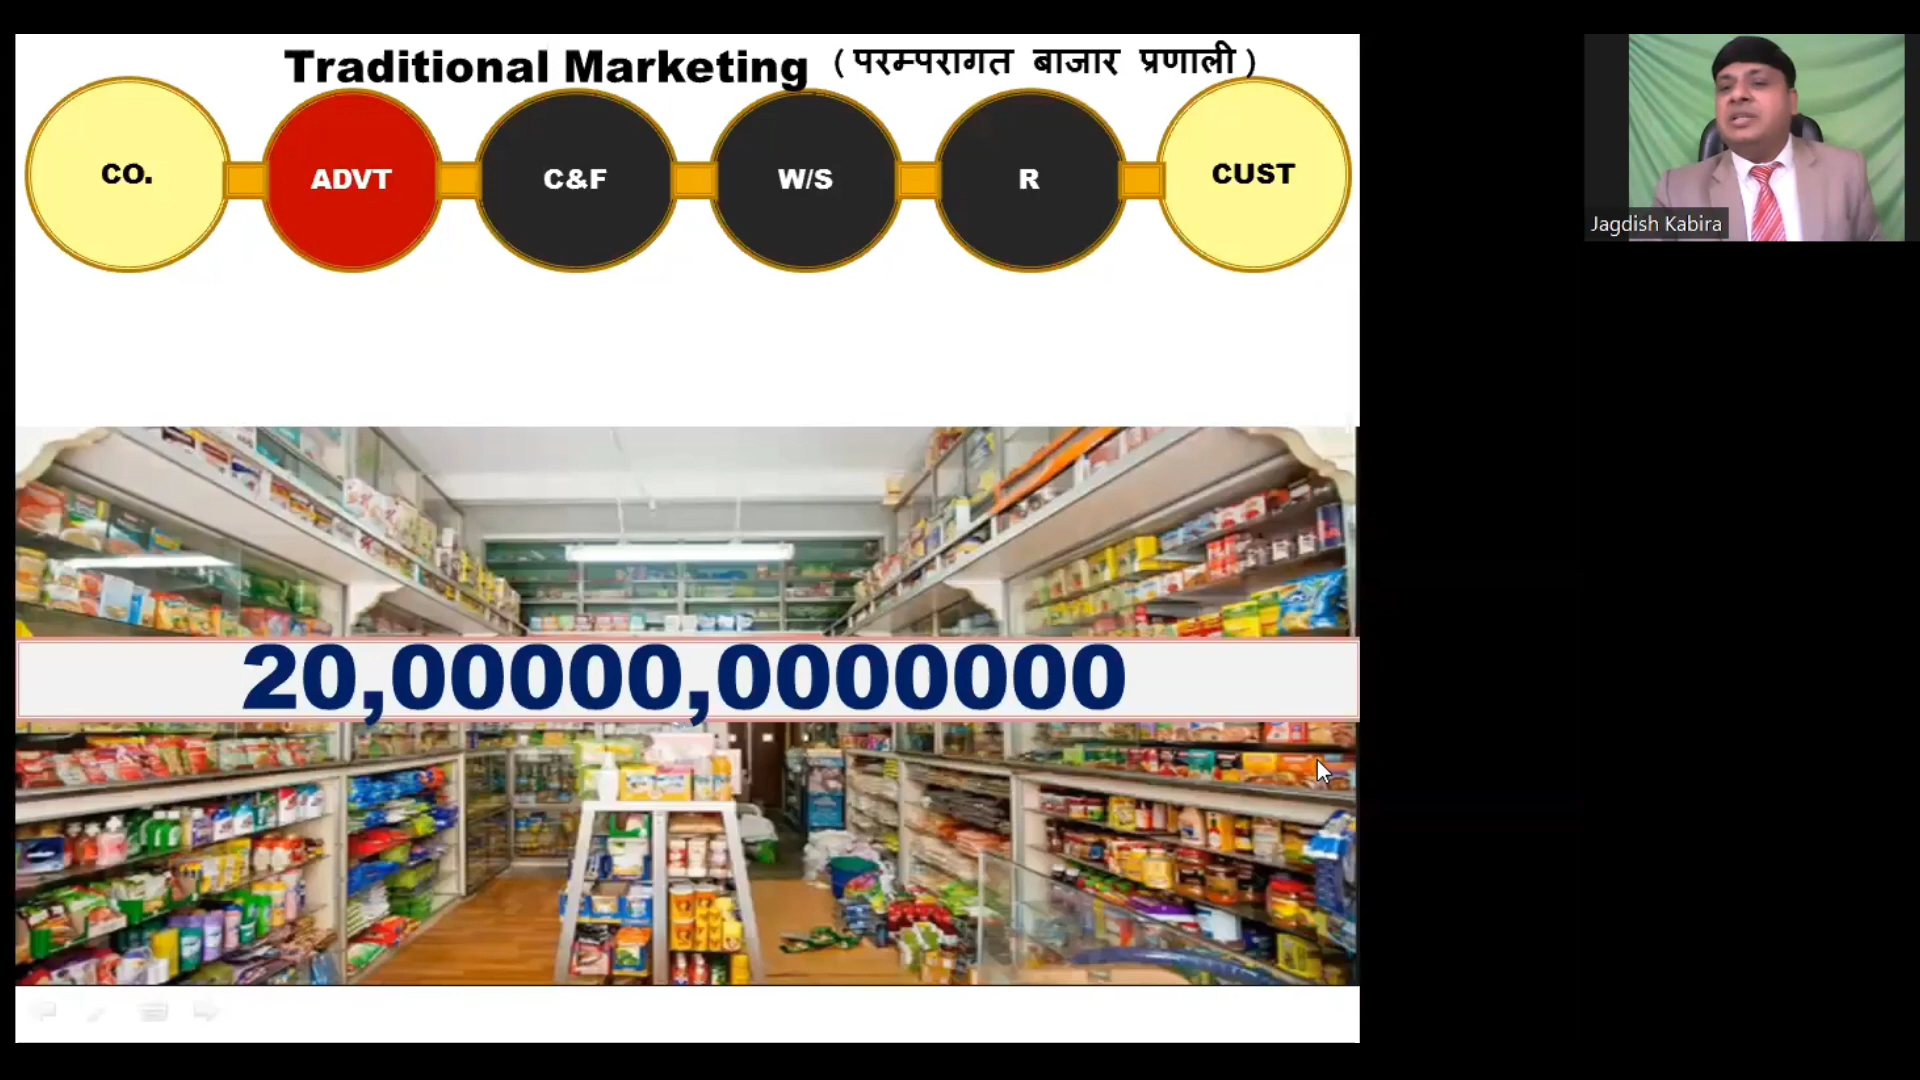 Traditional Marketing (परम्परागत बाजार प्रणाली)
CO. ADVT C&F W/S R CUST
Jagdish Kabira
20,00000,0000000